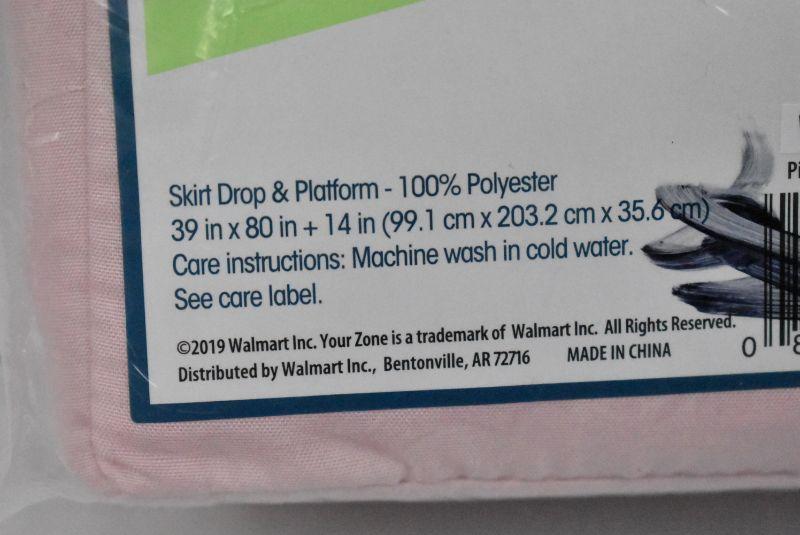 Skirt Drop & Platform - 100% Polyester
39 in x 80 in + 14 in (99.1 cm x 203.2 cm x 35.6 cm)
Care instructions: Machine wash in cold water.
See care label.
©2019 Walmart Inc. Your Zone is a trademark of Walmart Inc. All Rights Reserved.
Distributed by Walmart Inc., Bentonville, AR 72716 MADE IN CHINA
Pi
0